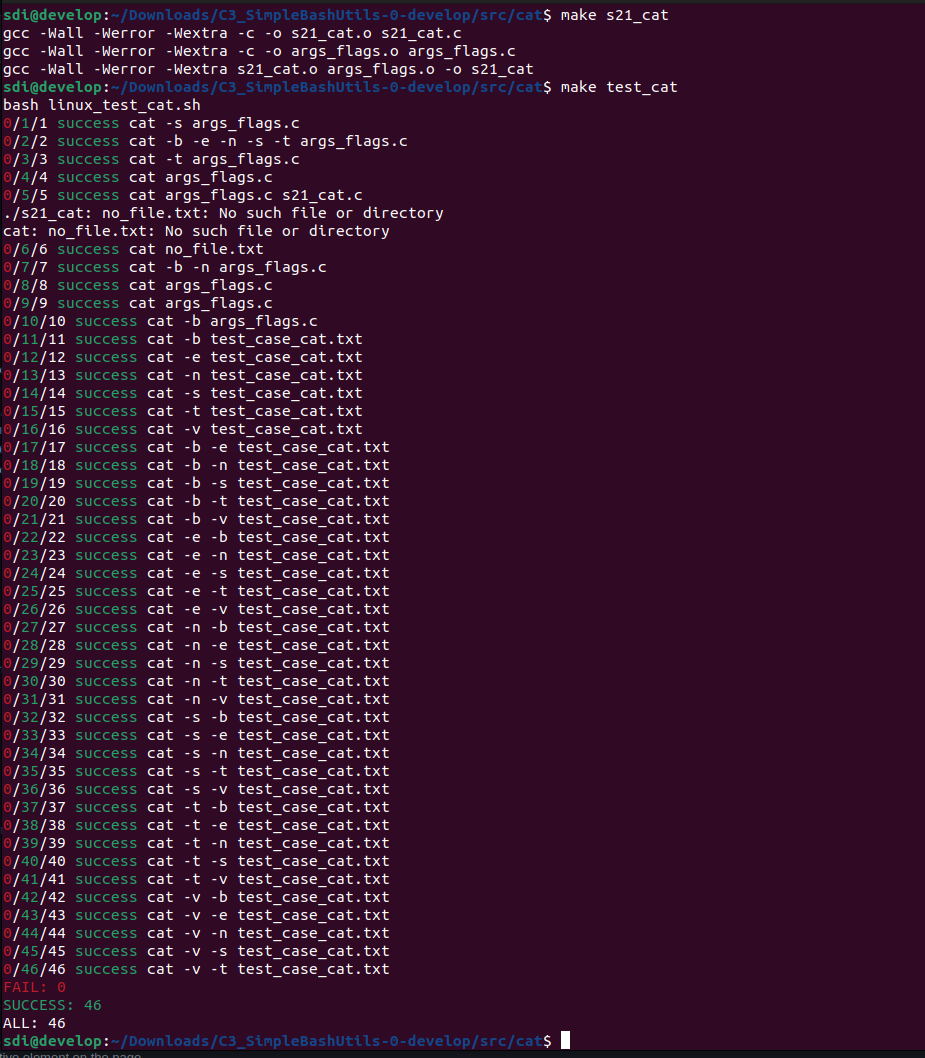 sdi@develop:~/Downloads/C3_SimpleBashUtils-0-develop/src/cat$ make s21_cat
gcc -Wall -Werror -Wextra -c -o s21_cat.o s21_cat.c
gcc -Wall -Werror -Wextra -c -o args_flags.o args_flags.c
gcc -Wall -Werror -Wextra s21_cat.o args_flags.o -o s21_cat
sdi@develop:~/Downloads/C3_SimpleBashUtils-0-develop/src/cat$ make test_cat
bash linux_test_cat.sh
0/1/1 success cat -s args_flags.c
0/2/2 success cat -b -e -n -s -t args_flags.c
0/3/3 success cat -t args_flags.c
0/4/4 success cat args_flags.c
0/5/5 success cat args_flags.c s21_cat.c
./s21_cat: no_file.txt: No such file or directory
cat: no_file.txt: No such file or directory
0/6/6 success cat no_file.txt
0/7/7 success cat -b -n args_flags.c
0/8/8 success cat args_flags.c
0/9/9 success cat args_flags.c
0/10/10 success cat -b args_flags.c
0/11/11 success cat -b test_case_cat.txt
0/12/12 success cat -e test_case_cat.txt
0/13/13 success cat -n test_case_cat.txt
0/14/14 success cat -s test_case_cat.txt
0/15/15 success cat -t test_case_cat.txt
0/16/16 success cat -v test_case_cat.txt
0/17/17 success cat -b -e test_case_cat.txt
0/18/18 success cat -b -n test_case_cat.txt
0/19/19 success cat -b -s test_case_cat.txt
0/20/20 success cat -b -t test_case_cat.txt
0/21/21 success cat -b -v test_case_cat.txt
0/22/22 success cat -e -b test_case_cat.txt
0/23/23 success cat -e -n test_case_cat.txt
0/24/24 success cat -e -s test_case_cat.txt
0/25/25 success cat -e -t test_case_cat.txt
0/26/26 success cat -e -v test_case_cat.txt
0/27/27 success cat -n -b test_case_cat.txt
0/28/28 success cat -n -e test_case_cat.txt
0/29/29 success cat -n -s test_case_cat.txt
0/30/30 success cat -n -t test_case_cat.txt
0/31/31 success cat -n -v test_case_cat.txt
0/32/32 success cat -s -b test_case_cat.txt
0/33/33 success cat -s -e test_case_cat.txt
0/34/34 success cat -s -n test_case_cat.txt
0/35/35 success cat -s -t test_case_cat.txt
0/36/36 success cat -s -v test_case_cat.txt
0/37/37 success cat -t -b test_case_cat.txt
0/38/38 success cat -t -e test_case_cat.txt
0/39/39 success cat -t -n test_case_cat.txt
0/40/40 success cat -t -s test_case_cat.txt
0/41/41 success cat -t -v test_case_cat.txt
0/42/42 success cat -v -b test_case_cat.txt
0/43/43 success cat -v -e test_case_cat.txt
0/44/44 success cat -v -n test_case_cat.txt
0/45/45 success cat -v -s test_case_cat.txt
0/46/46 success cat -v -t test_case_cat.txt
FAIL: 0
SUCCESS: 46
ALL: 46
sdi@develop:~/Downloads/C3_SimpleBashUtils-0-develop/src/cat$
tive element on the page